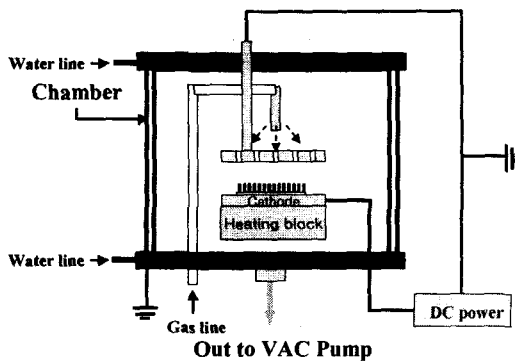 Water line
Chamber
Cathode
Heating block
Water line
DC power
Gas line
Out to VAC Pump